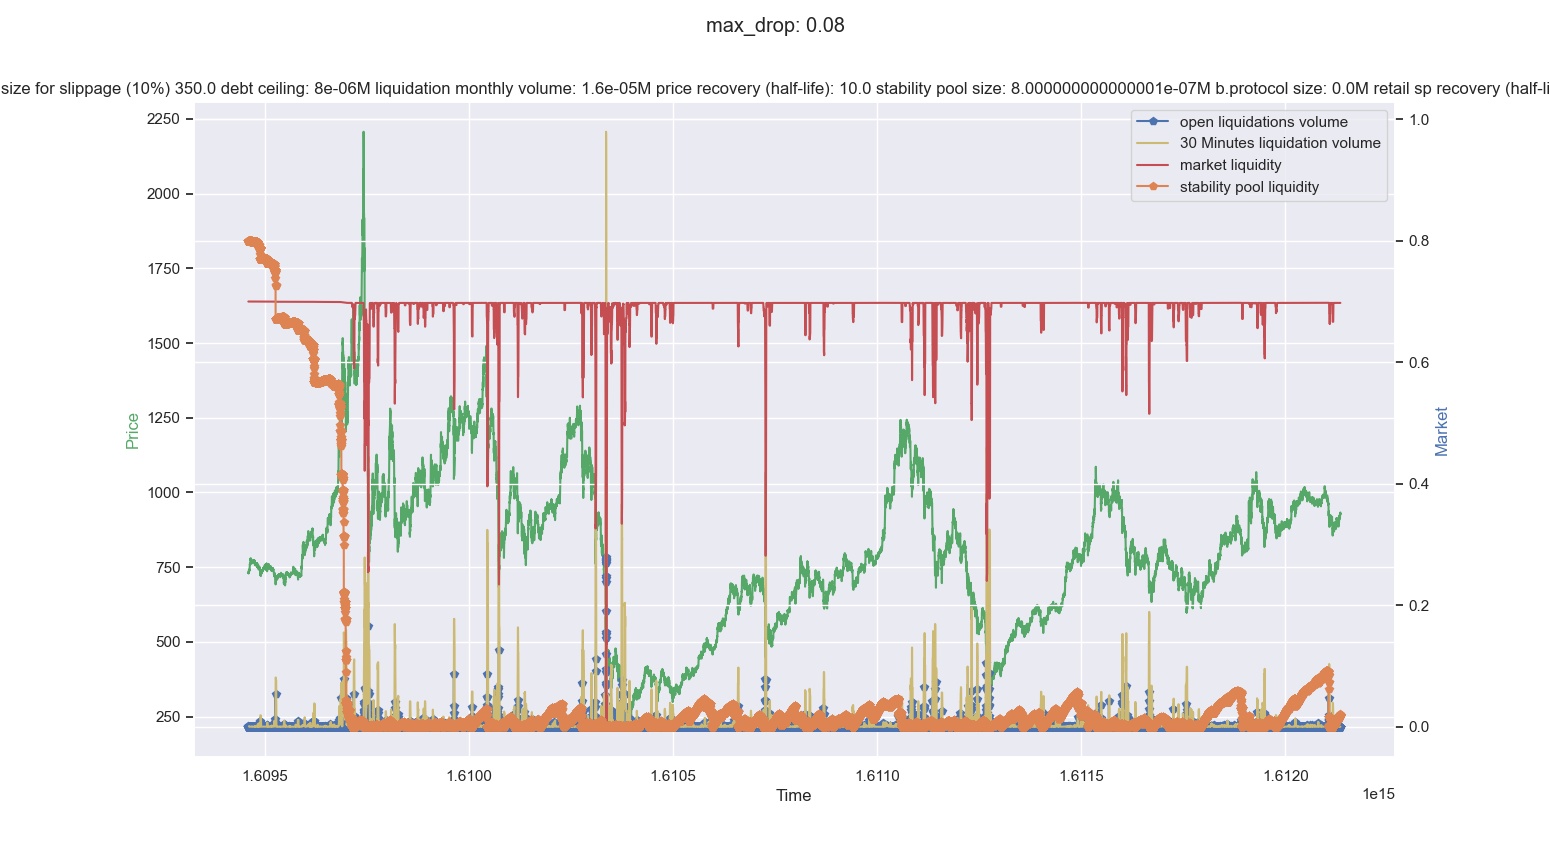 max_drop: 0.08
size for slippage (10%) 350.0 debt ceiling: 8e-06M liquidation monthly volume: 1.6e-05M price recovery (half-life): 10.0 stability pool size: 8.000000000000001e-07M b.protocol size: 0.0M retail sp recovery (half-li
open liquidations volume
30 Minutes liquidation volume
market liquidity
stability pool liquidity
2250
2000
1750
1500
1250
1000
750
500
250
Price
1.0
0.8
0.6
0.4
0.2
0.0
Market
1.6095 1.6100 1.6105 1.6110 1.6115 1.6120
Time
1e15